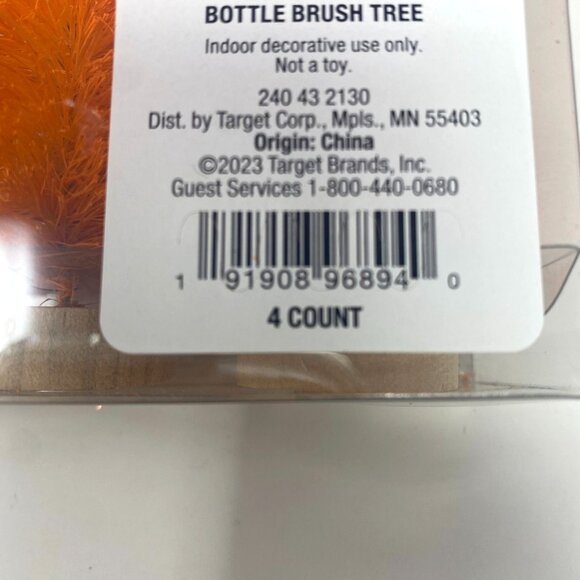 BOTTLE BRUSH TREE
Indoor decorative use only.
Not a toy.
240 43 2130
Dist. by Target Corp., Mpls., MN 55403
Origin: China
©2023 Target Brands, Inc.
Guest Services 1-800-440-0680
1 91908 96894 0
4 COUNT